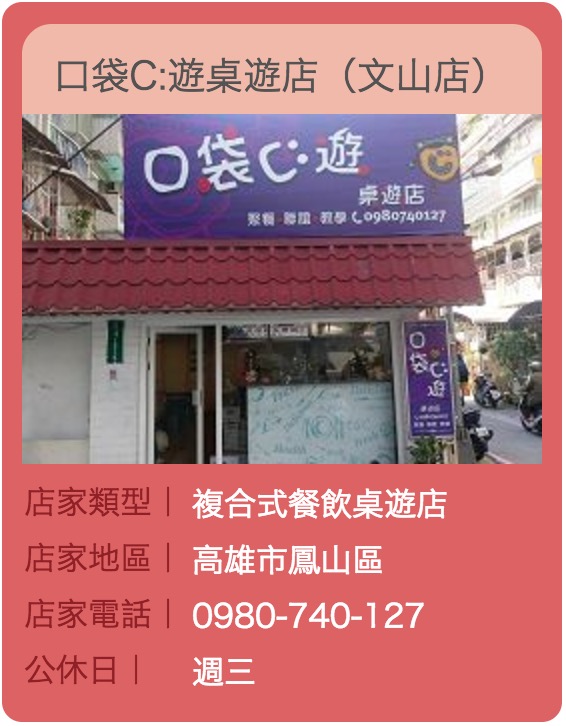 口袋C:遊桌遊店（文山店）
口袋C:遊
桌遊店
聚餐 聯誼 教學 0980740127
口袋C:遊
桌遊店
店家類型｜ 複合式餐飲桌遊店
店家地區｜ 高雄市鳳山區
店家電話｜ 0980-740-127
公休日｜ 週三